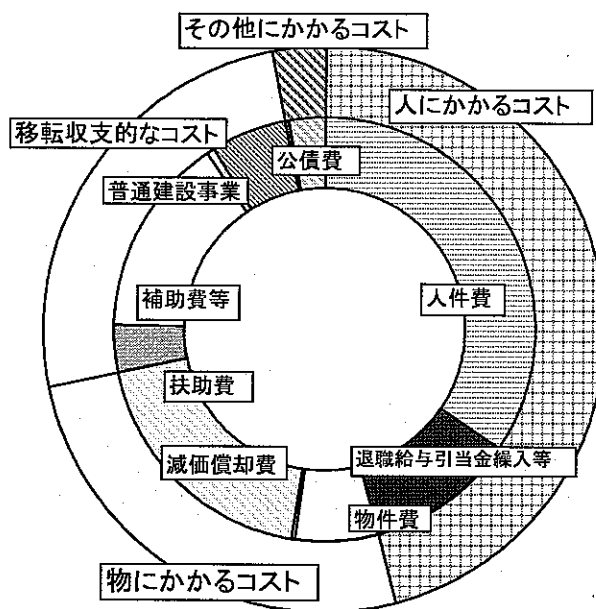 その他にかかるコスト
人にかかるコスト
移転収支的なコスト
公債費
普通建設事業
補助費等
人件費
扶助費
減価償却費
退職給与引当金繰入等
物件費
物にかかるコスト